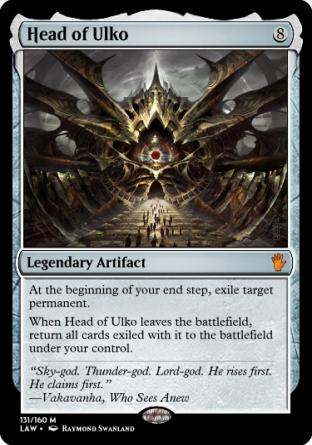 Head of Ulko 8
Legendary Artifact
At the beginning of your end step, exile target
permanent.
When Head of Ulko leaves the battlefield,
return all cards exiled with it to the battlefield
under your control.
“Sky-god. Thunder-god. Lord-god. He rises first.
He claims first.”
—Vakavanha, Who Sees Anew
131/160 M
LAW • Raymond Swanland